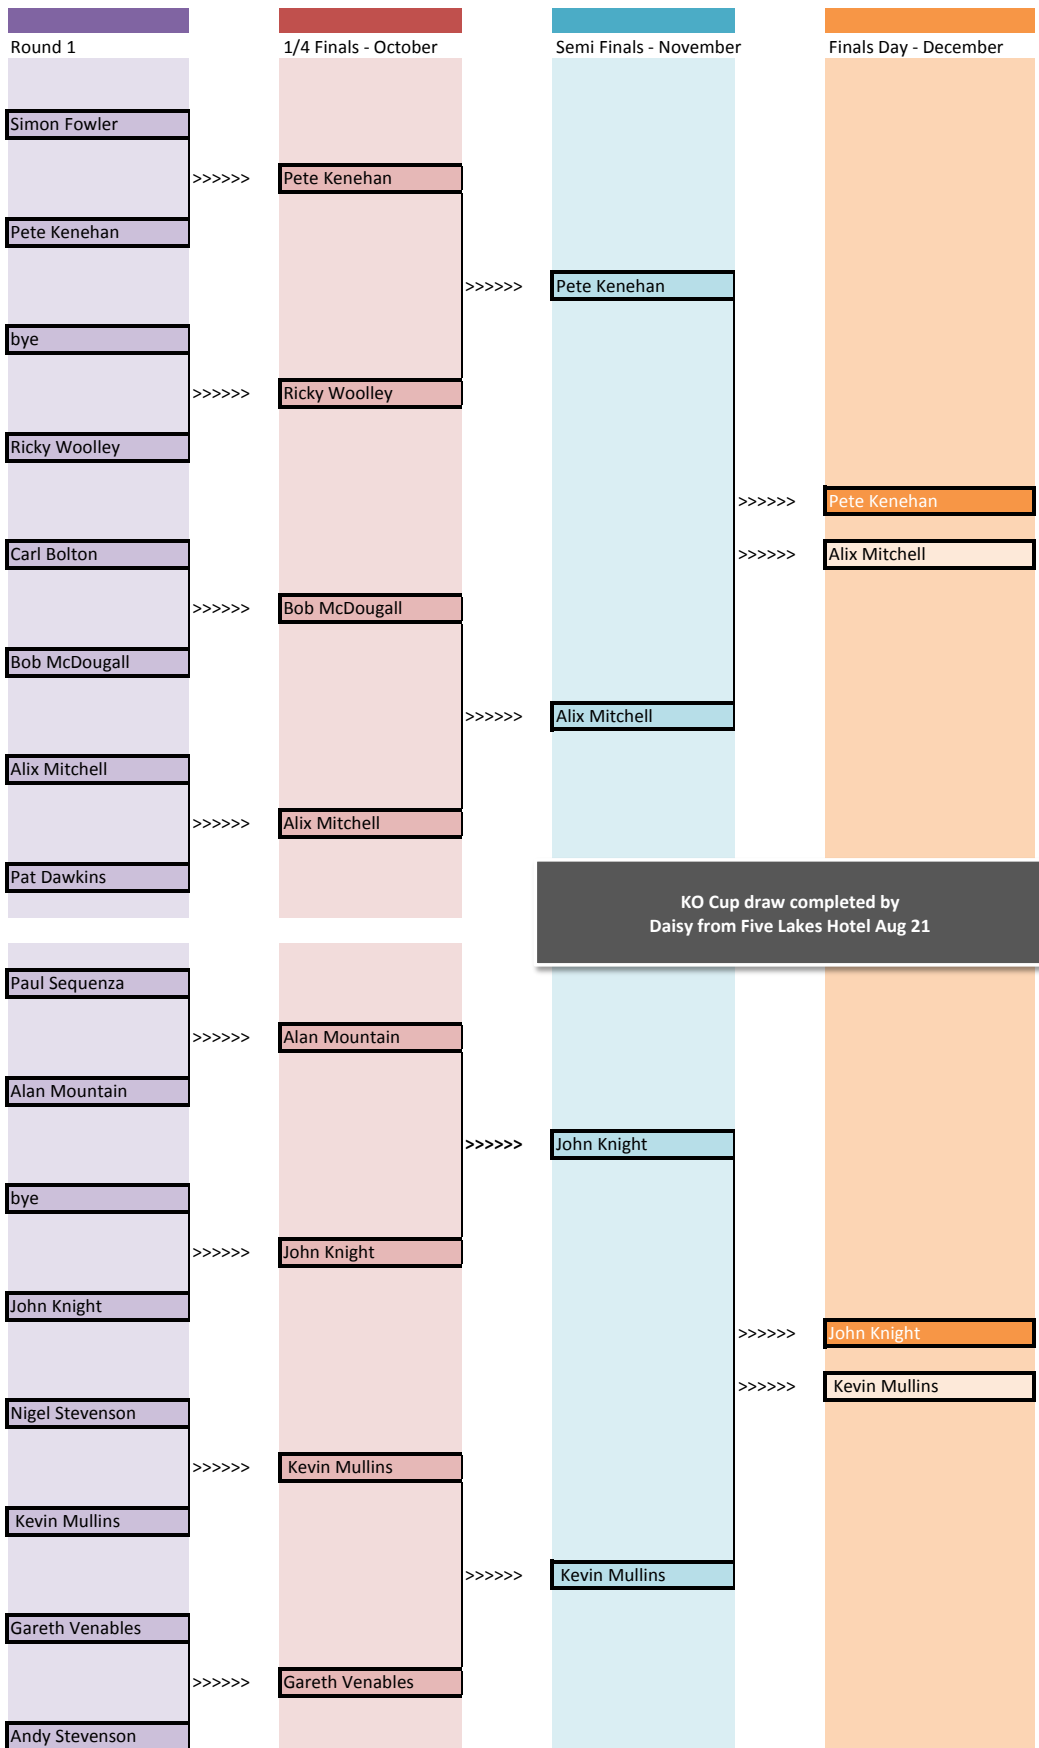 Round 1
1/4 Finals - October
Semi Finals - November
Finals Day - December
Simon Fowler
>>>>>> Pete Kenehan
Pete Kenehan
>>>>>> Pete Kenehan
bye
>>>>>> Ricky Woolley
Ricky Woolley
>>>>>> Pete Kenehan
Carl Bolton
>>>>>> Alix Mitchell
>>>>>> Bob McDougall
Bob McDougall
>>>>>> Alix Mitchell
Alix Mitchell
>>>>>> Alix Mitchell
Pat Dawkins
KO Cup draw completed by
Daisy from Five Lakes Hotel Aug 21
Paul Sequenza
>>>>>> Alan Mountain
Alan Mountain
>>>>>> John Knight
bye
>>>>>> John Knight
John Knight
>>>>>> John Knight
>>>>>> Kevin Mullins
Nigel Stevenson
>>>>>> Kevin Mullins
Kevin Mullins
>>>>>> Kevin Mullins
Gareth Venables
>>>>>> Gareth Venables
Andy Stevenson